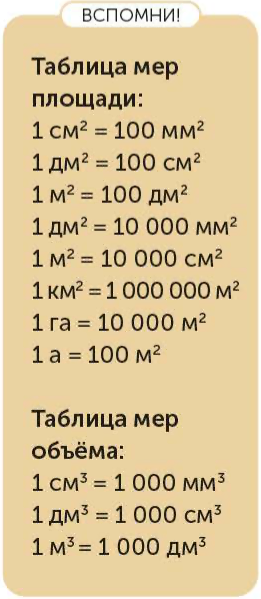 ВСПОМНИ!
Таблица мер
площади:
1 см² = 100 мм²
1 дм² = 100 см²
1 м² = 100 дм²
1 дм² = 10 000 мм²
1 м² = 10 000 см²
1 км² = 1 000 000 м²
1 га = 10 000 м²
1 а = 100 м²
Таблица мер
объёма:
1 см³ = 1 000 мм³
1 дм³ = 1 000 см³
1 м³ = 1 000 дм³